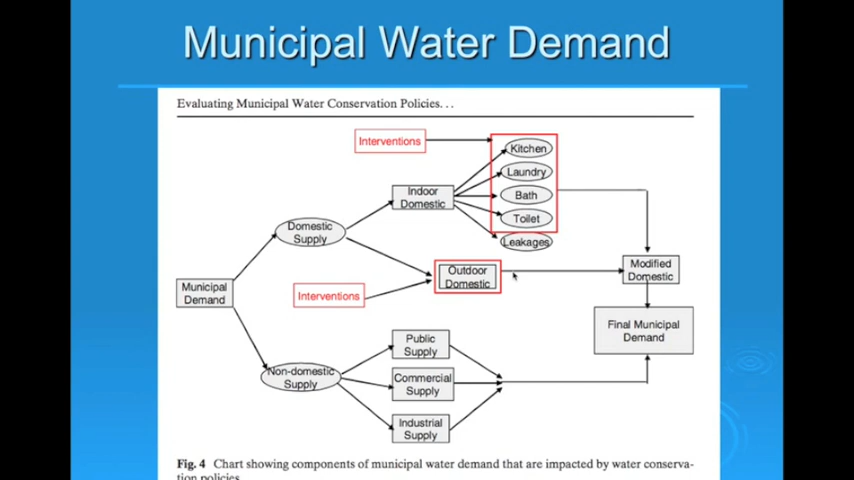 Municipal Water Demand
Evaluating Municipal Water Conservation Policies. . .
Interventions
Kitchen
Laundry
Bath
Toilet
Leakages
Indoor
Domestic
Domestic
Supply
Outdoor
Domestic
Modified
Domestic
Municipal
Demand
Interventions
Final Municipal
Demand
Public
Supply
Non-domestic
Supply
Commercial
Supply
Industrial
Supply
Fig. 4 Chart showing components of municipal water demand that are impacted by water conserva-
tion policies